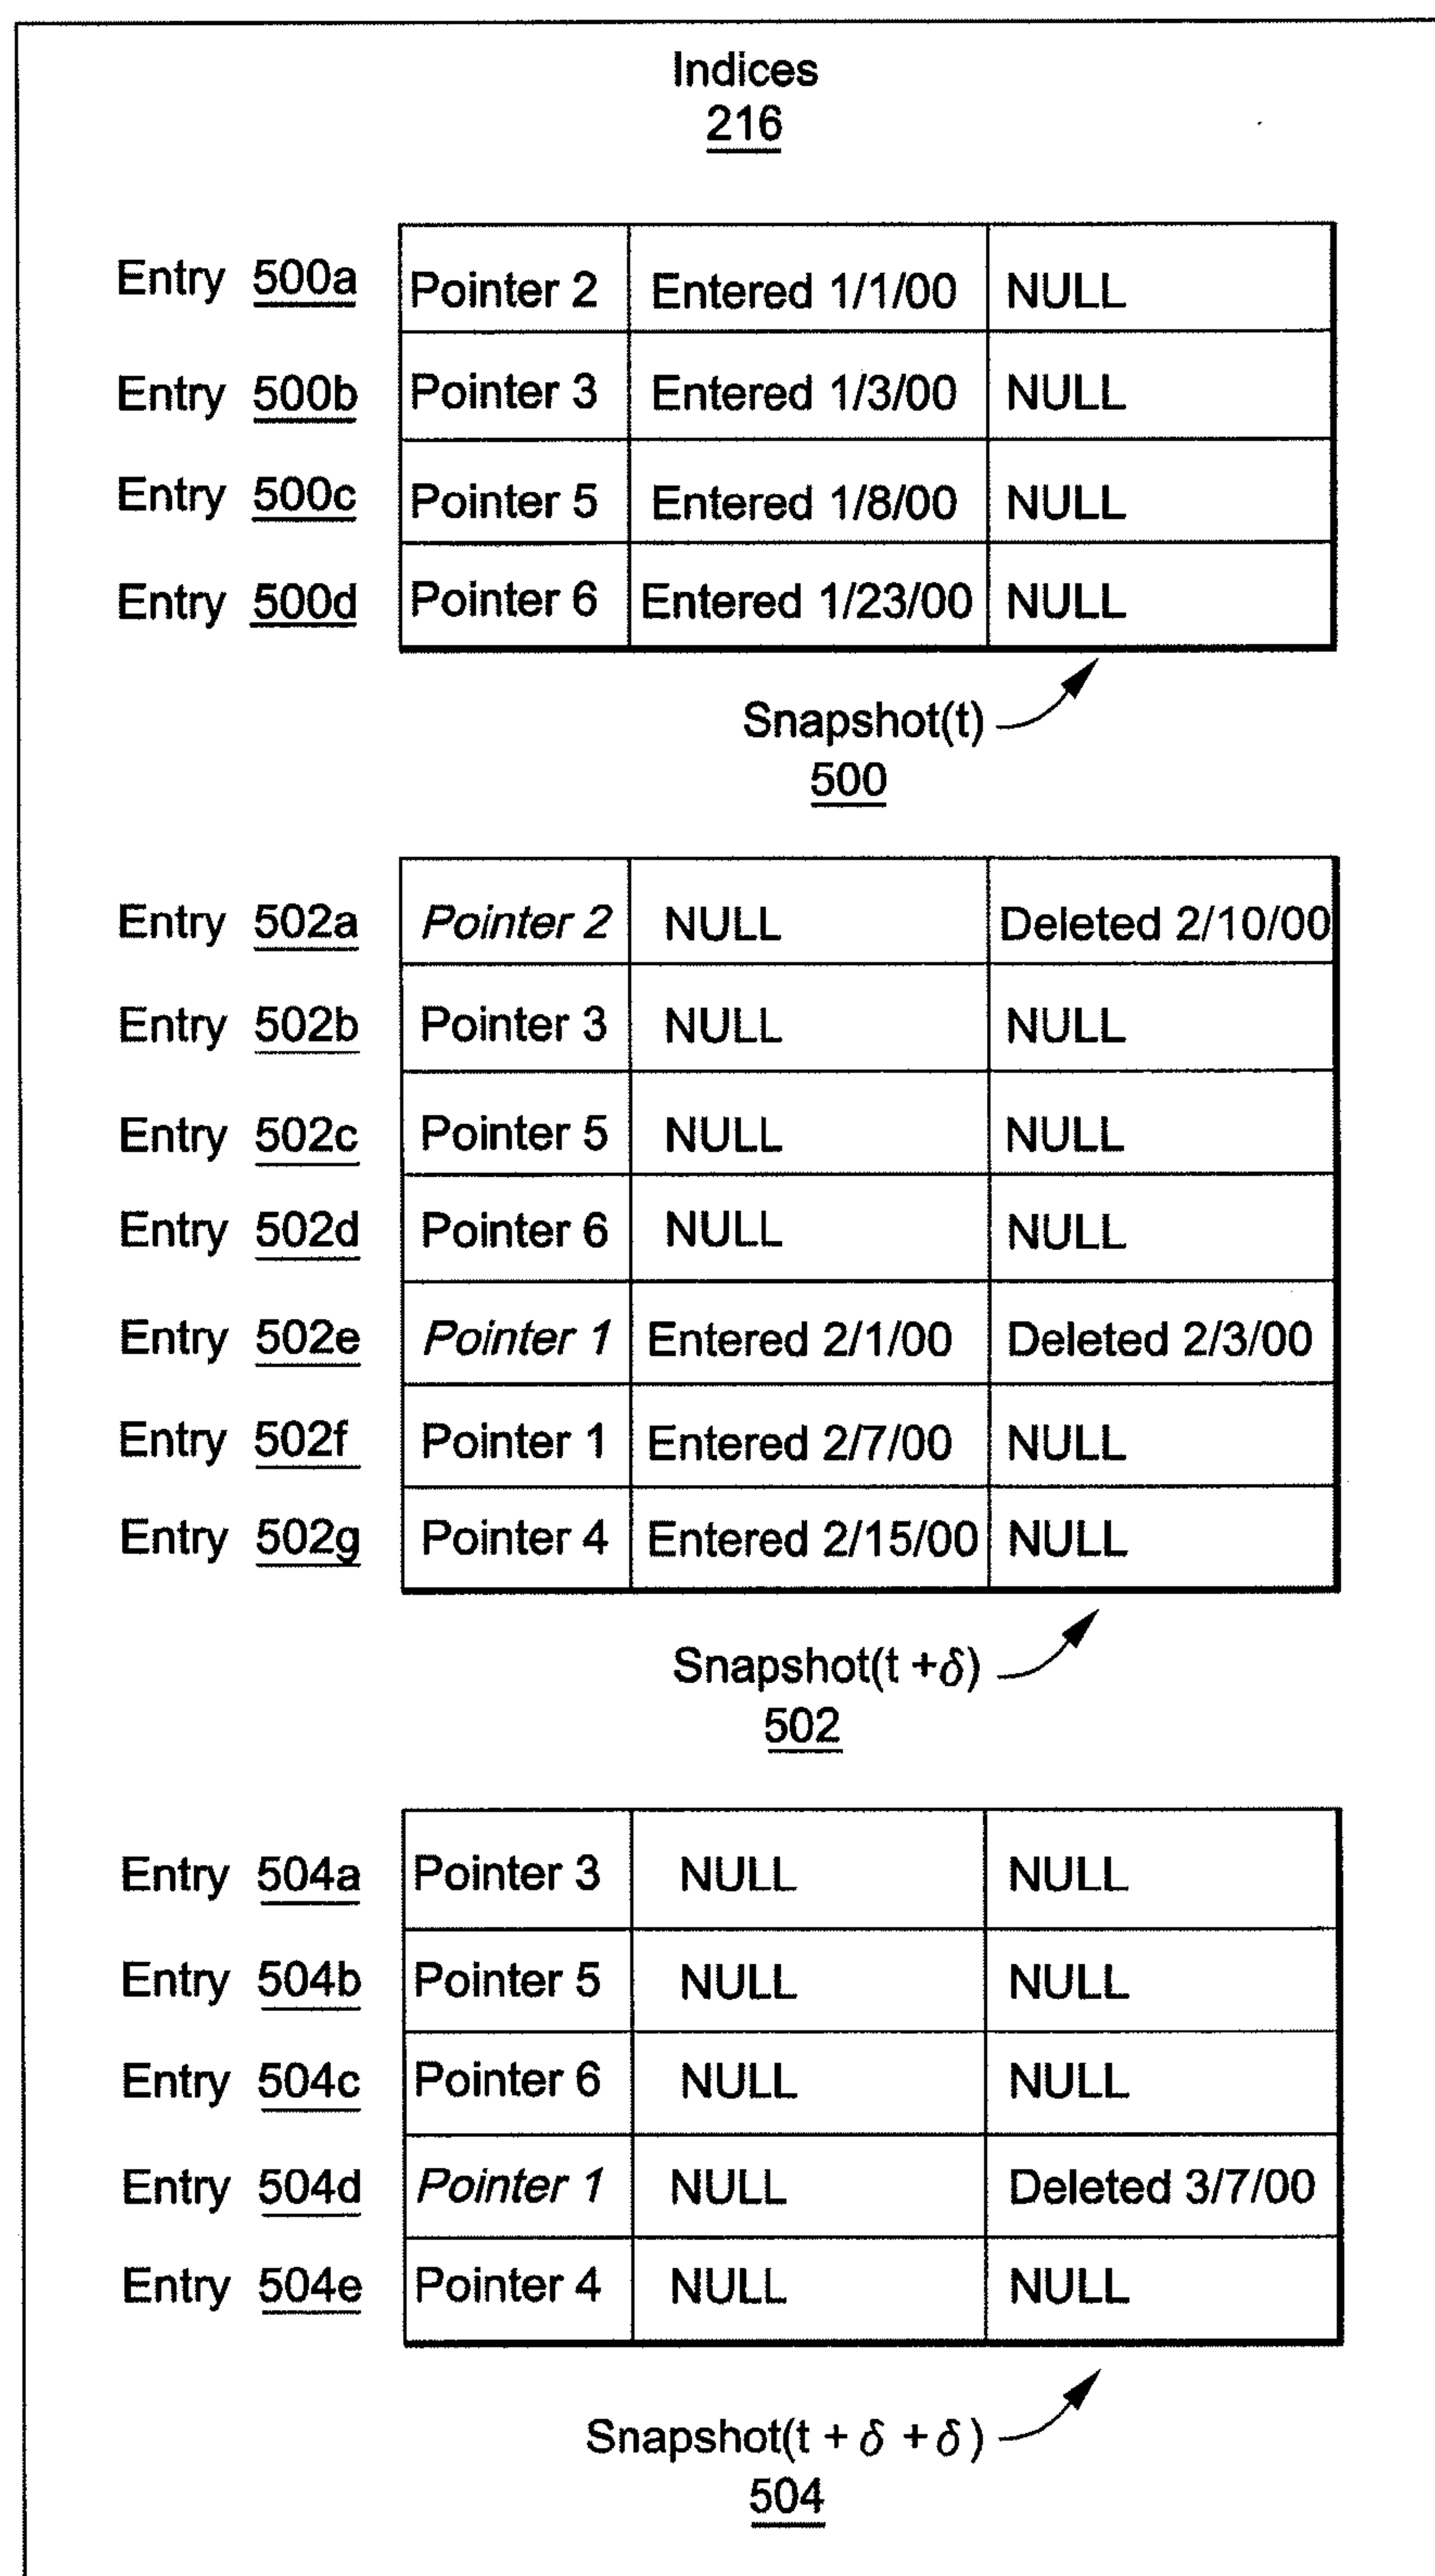 Indices
216
Entry 500a Pointer 2 Entered 1/1/00 NULL
Entry 500b Pointer 3 Entered 1/3/00 NULL
Entry 500c Pointer 5 Entered 1/8/00 NULL
Entry 500d Pointer 6 Entered 1/23/00 NULL
Snapshot(t)
500
Entry 502a Pointer 2 NULL Deleted 2/10/00
Entry 502b Pointer 3 NULL NULL
Entry 502c Pointer 5 NULL NULL
Entry 502d Pointer 6 NULL NULL
Entry 502e Pointer 1 Entered 2/1/00 Deleted 2/3/00
Entry 502f Pointer 1 Entered 2/7/00 NULL
Entry 502g Pointer 4 Entered 2/15/00 NULL
Snapshot(t +δ)
502
Entry 504a Pointer 3 NULL NULL
Entry 504b Pointer 5 NULL NULL
Entry 504c Pointer 6 NULL NULL
Entry 504d Pointer 1 NULL Deleted 3/7/00
Entry 504e Pointer 4 NULL NULL
Snapshot(t + δ + δ)
504